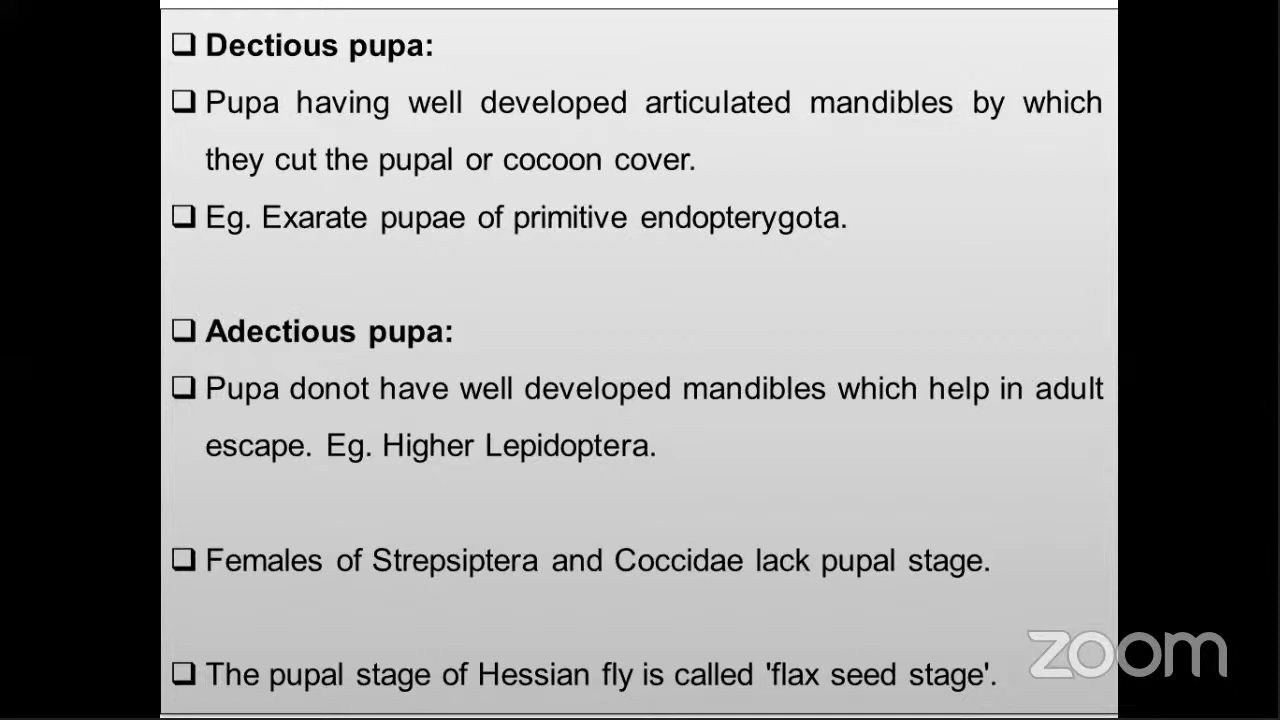 Dectious pupa:
Pupa having well developed articulated mandibles by which
they cut the pupal or cocoon cover.
Eg. Exarate pupae of primitive endopterygota.
Adectious pupa:
Pupa donot have well developed mandibles which help in adult
escape. Eg. Higher Lepidoptera.
Females of Strepsiptera and Coccidae lack pupal stage.
The pupal stage of Hessian fly is called 'flax seed stage'.
zoom